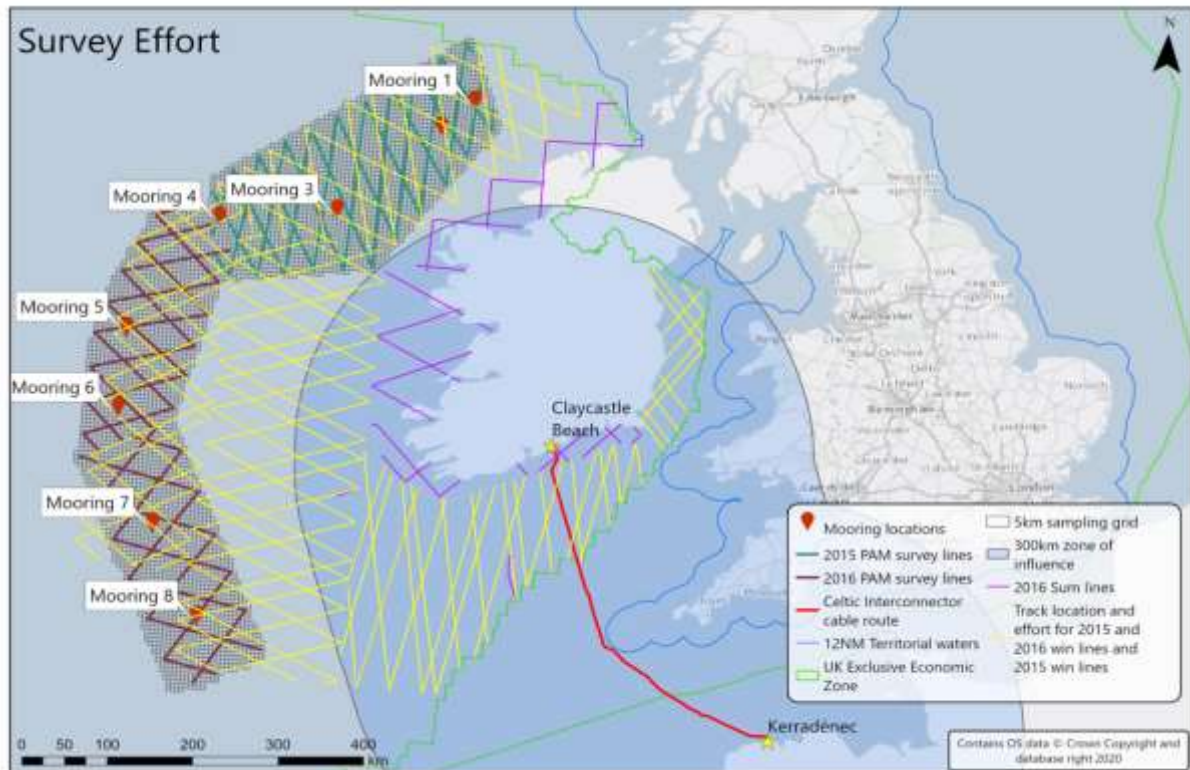 Survey Effort
N
Mooring 1
Mooring 4
Mooring 3
Mooring 5
Mooring 6
Mooring 7
Mooring 8
Claycastle
Beach
Kerradénec
Edinburgh
Birmingham
London
Mooring locations
2015 PAM survey lines
2016 PAM survey lines
Celtic Interconnector
cable route
12NM Territorial waters
UK Exclusive Economic
Zone
5km sampling grid
300km zone of
influence
2016 Sum lines
Track location and
effort for 2015 and
2016 win lines and
2015 win lines
0 50 100 200 300 400
km
Contains OS data © Crown Copyright and
database right 2020